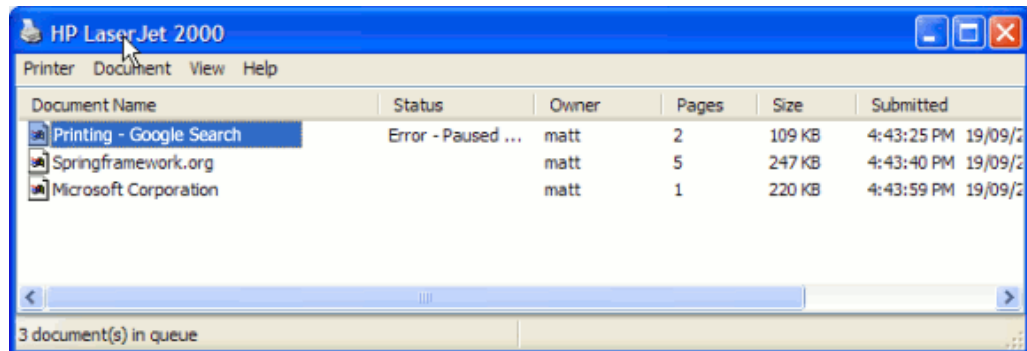 HP LaserJet 2000
Printer Document View Help
Document Name Status Owner Pages Size Submitted
Printing - Google Search Error - Paused ... matt 2 109 KB 4:43:25 PM 19/09/2
Springframework.org matt 5 247 KB 4:43:40 PM 19/09/2
Microsoft Corporation matt 1 220 KB 4:43:59 PM 19/09/2
3 document(s) in queue